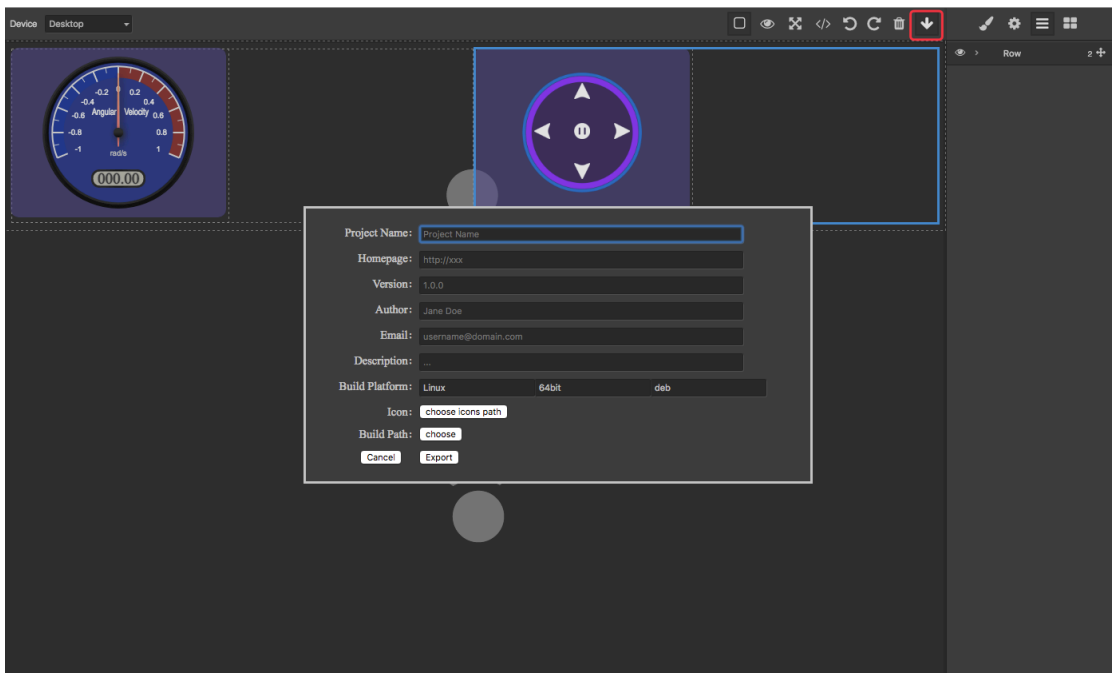 Device Desktop
Row 2
-0.2 0 0.2
-0.4 0.4
-0.6 Angular Velocity 0.6
-0.8 0.8
-1 rad/s 1
000.00
Project Name: Project Name
Homepage: http://xxx
Version: 1.0.0
Author: Jane Doe
Email: username@domain.com
Description: ...
Build Platform: Linux 64bit deb
Icon: choose icons path
Build Path: choose
Cancel Export